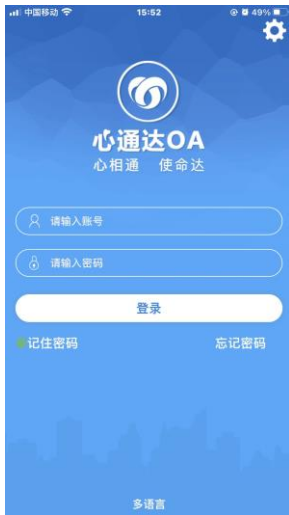 中国移动 15:52 49%
心通达OA
心相通 使命达
请输入账号
请输入密码
登录
记住密码 忘记密码
多语言